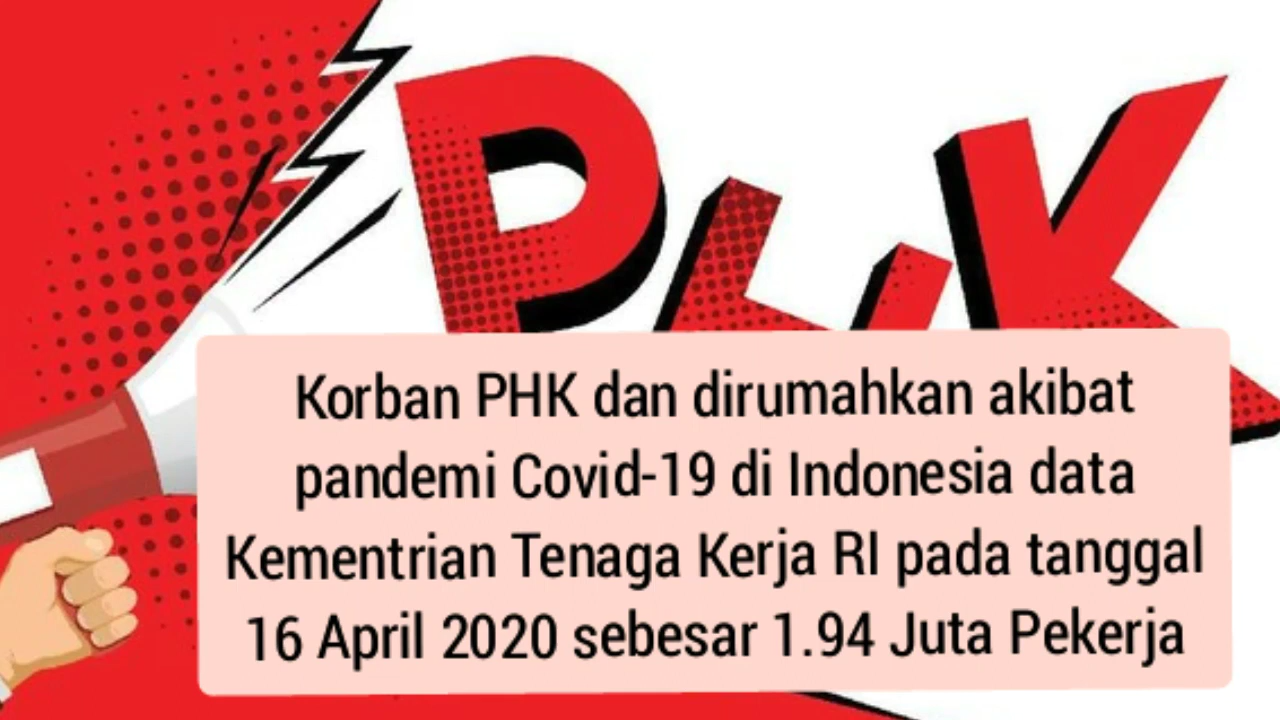 PHK
Korban PHK dan dirumahkan akibat
pandemi Covid-19 di Indonesia data
Kementrian Tenaga Kerja RI pada tanggal
16 April 2020 sebesar 1.94 Juta Pekerja